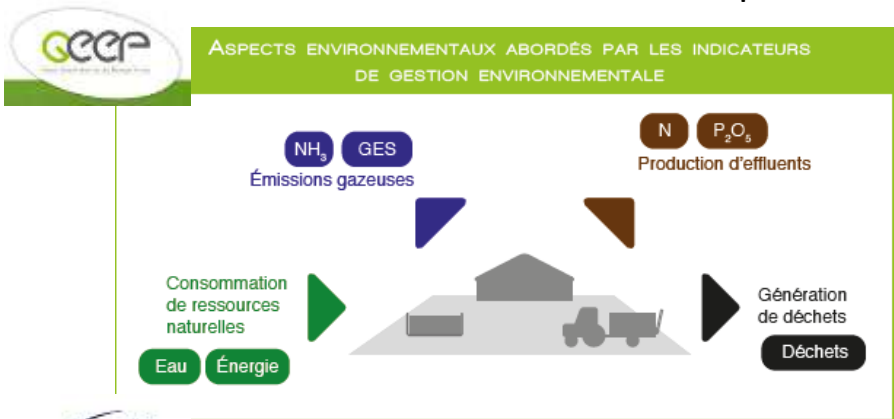 GEEP
ASPECTS ENVIRONNEMENTAUX ABORDÉS PAR LES INDICATEURS
DE GESTION ENVIRONNEMENTALE
NH₃ GES
Émissions gazeuses
N P₂O₅
Production d'effluents
Consommation
de ressources
naturelles
Eau Énergie
Génération
de déchets
Déchets